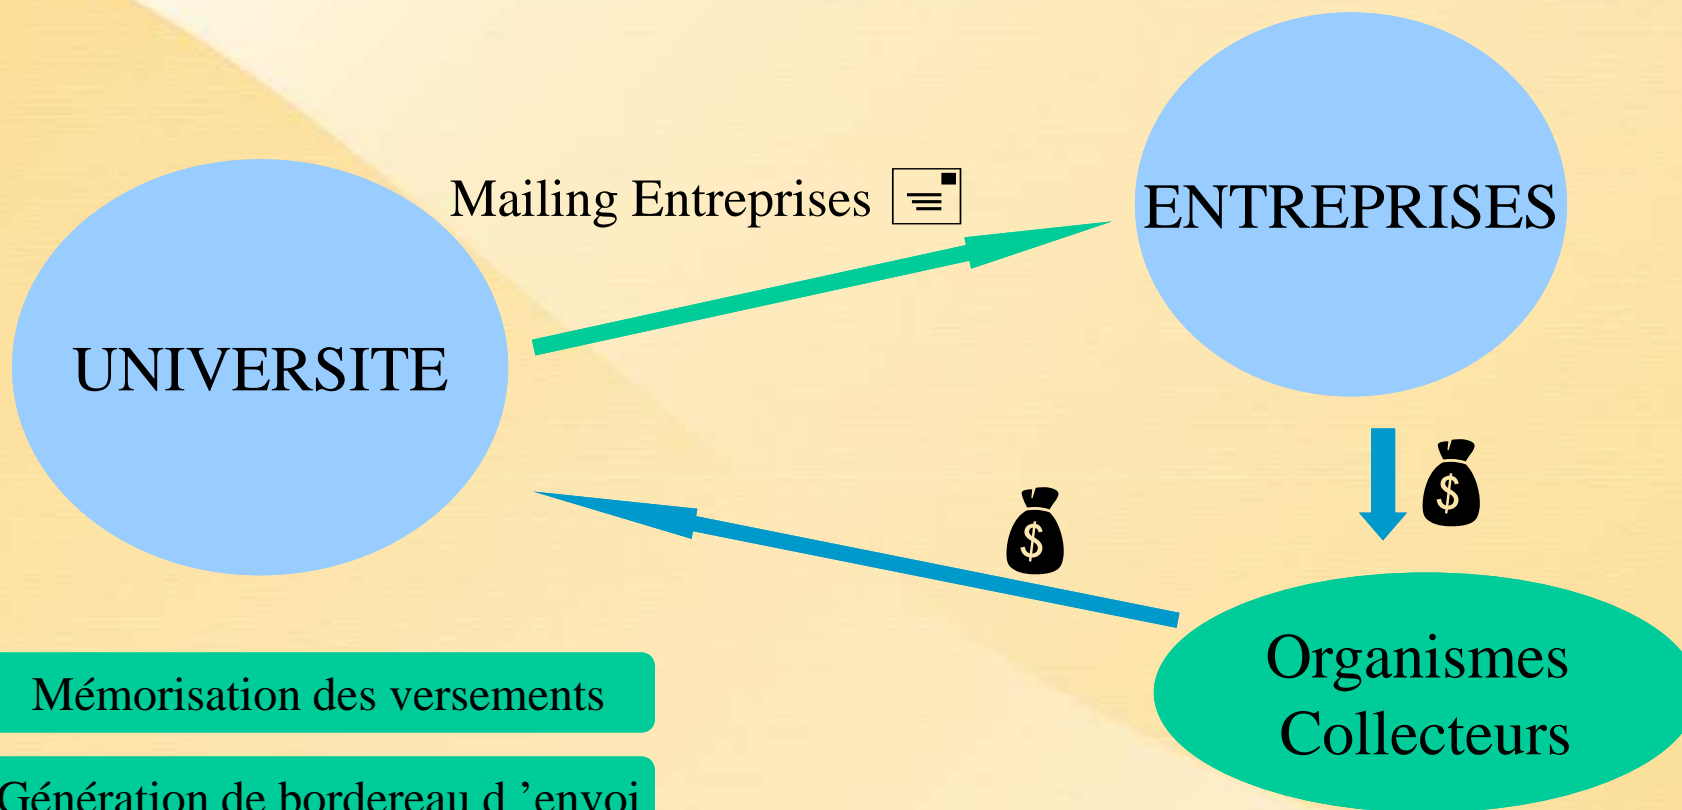 Mailing Entreprises
ENTREPRISES
UNIVERSITE
$
$
Organismes
Collecteurs
Mémorisation des versements
Génération de bordereau d ’envoi